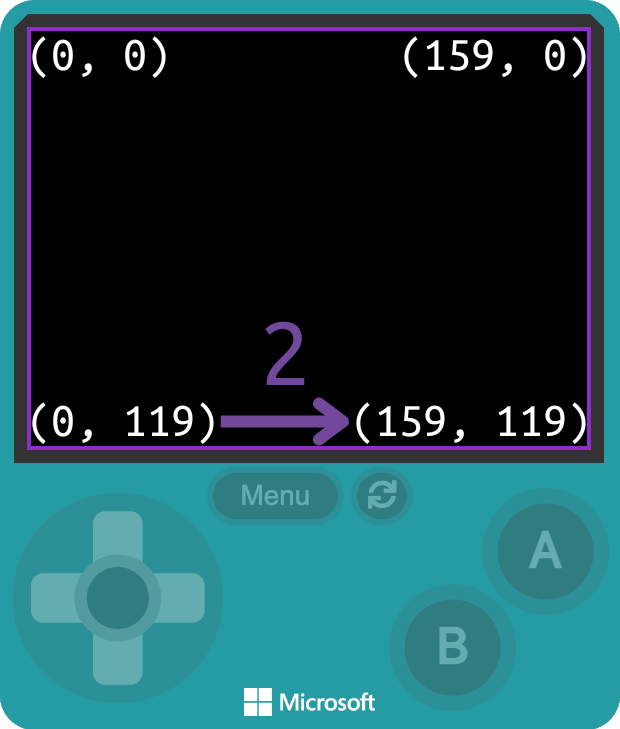 (0, 0) (159, 0)
2
(0, 119) (159, 119)
Menu
A
B
Microsoft